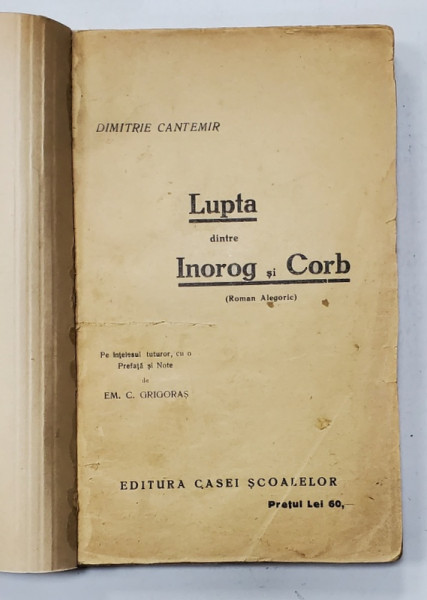 DIMITRIE CANTEMIR
Lupta
dintre
Inorog și Corb
(Roman Alegoric)
Pe înțelesul tuturor, cu o
Prefață și Note
de
EM. C. GRIGORAȘ
EDITURA CASEI ȘCOALELOR
Prețul Lei 60,—